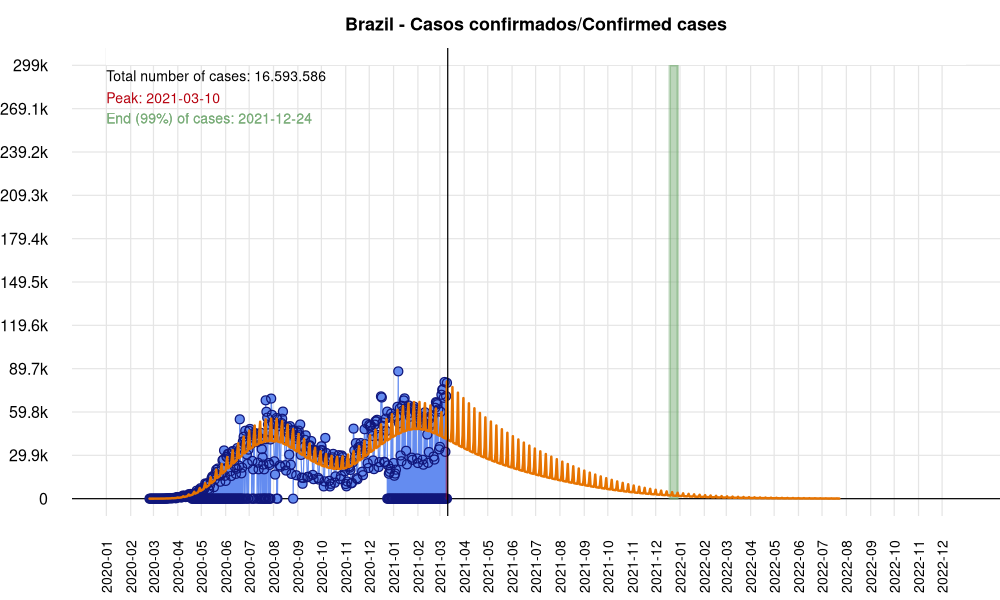 Brazil - Casos confirmados/Confirmed cases
299k
269.1k
239.2k
209.3k
179.4k
149.5k
119.6k
89.7k
59.8k
29.9k
0
Total number of cases: 16.593.586
Peak: 2021-03-10
End (99%) of cases: 2021-12-24
2020-01
2020-02
2020-03
2020-04
2020-05
2020-06
2020-07
2020-08
2020-09
2020-10
2020-11
2020-12
2021-01
2021-02
2021-03
2021-04
2021-05
2021-06
2021-07
2021-08
2021-09
2021-10
2021-11
2021-12
2022-01
2022-02
2022-03
2022-04
2022-05
2022-06
2022-07
2022-08
2022-09
2022-10
2022-11
2022-12